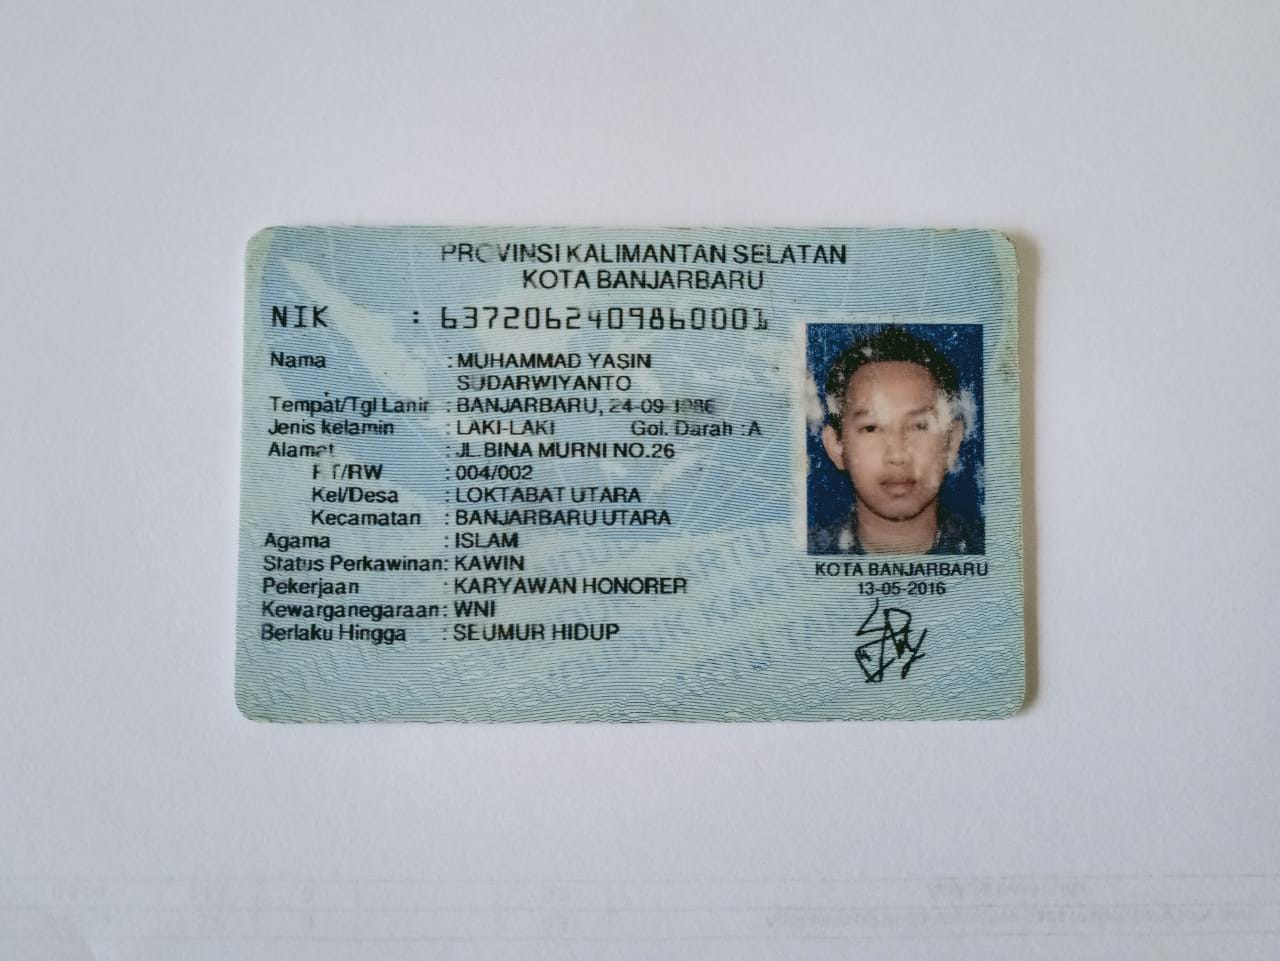 PROVINSI KALIMANTAN SELATAN
KOTA BANJARBARU
NIK : 6372062409860001
Nama : MUHAMMAD YASIN
SUDARWIYANTO
Tempat/Tgl Lahir : BANJARBARU, 24-09-1986
Jenis kelamin : LAKI-LAKI Gol. Darah : A
Alamat : JL.BINA MURNI NO.26
RT/RW : 004/002
Kel/Desa : LOKTABAT UTARA
Kecamatan : BANJARBARU UTARA
Agama : ISLAM
Status Perkawinan: KAWIN
Pekerjaan : KARYAWAN HONORER
Kewarganegaraan: WNI
Berlaku Hingga : SEUMUR HIDUP
KOTA BANJARBARU
13-05-2016